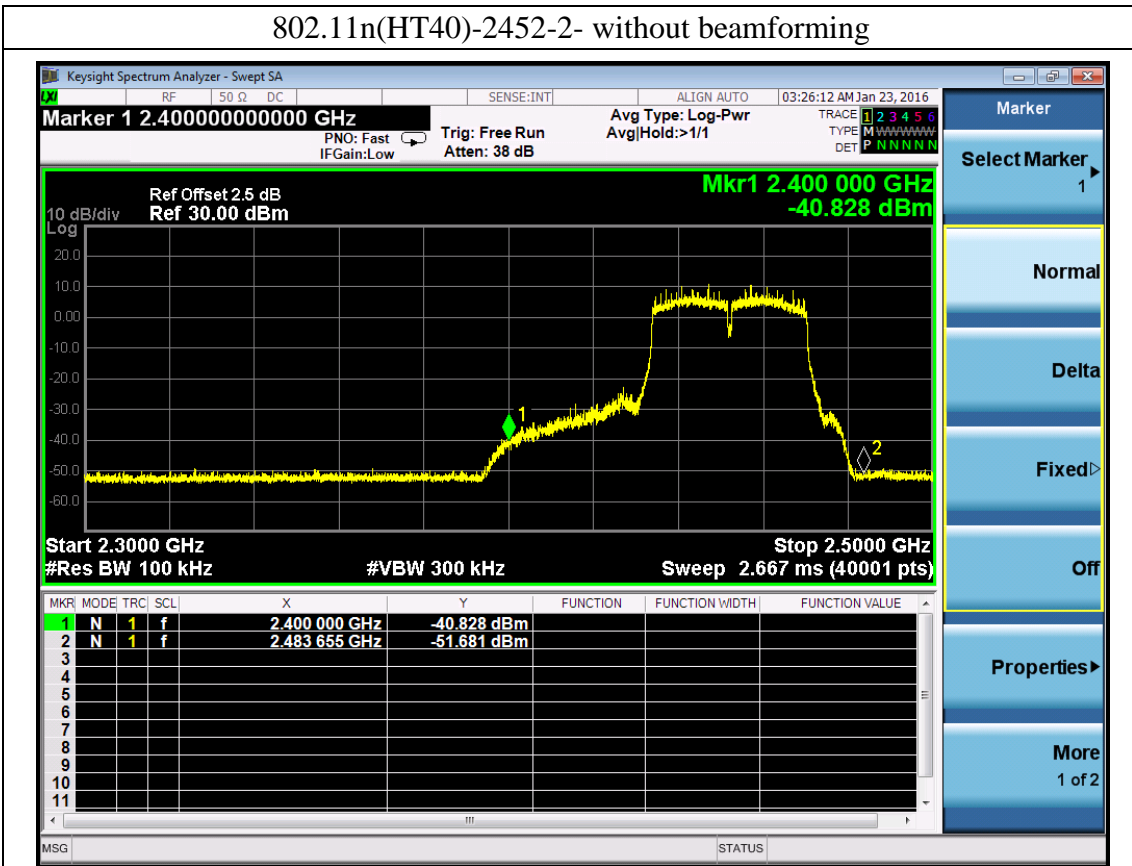 802.11n(HT40)-2452-2- without beamforming
Keysight Spectrum Analyzer - Swept SA
LXI RF 50 Ω DC SENSE:INT ALIGN AUTO 03:26:12 AM Jan 23, 2016
Marker 1 2.400000000000 GHz
PNO: Fast
IFGain:Low
Trig: Free Run
Atten: 38 dB
Avg Type: Log-Pwr
Avg|Hold:>1/1
TRACE 1 2 3 4 5 6
TYPE M WWWWW
DET P N N N N N
Mkr1 2.400 000 GHz
-40.828 dBm
Ref Offset 2.5 dB
10 dB/div Ref 30.00 dBm
Log
20.0
10.0
0.00
-10.0
-20.0
-30.0
-40.0
-50.0
-60.0
1
2
Start 2.3000 GHz Stop 2.5000 GHz
#Res BW 100 kHz #VBW 300 kHz Sweep 2.667 ms (40001 pts)
MKR MODE TRC SCL X Y FUNCTION FUNCTION WIDTH FUNCTION VALUE
1 N 1 f 2.400 000 GHz -40.828 dBm
2 N 1 f 2.483 655 GHz -51.681 dBm
3
4
5
6
7
8
9
10
11
MSG STATUS
Marker
Select Marker
1
Normal
Delta
Fixed
Off
Properties
More
1 of 2